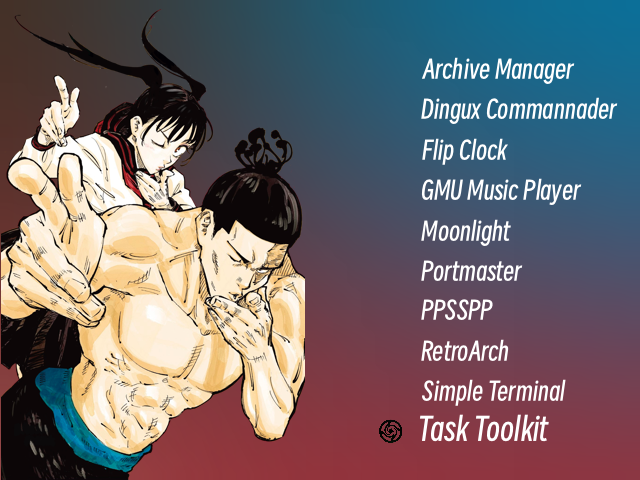 Archive Manager
Dingux Commannader
Flip Clock
GMU Music Player
Moonlight
Portmaster
PPSSPP
RetroArch
Simple Terminal
Task Toolkit